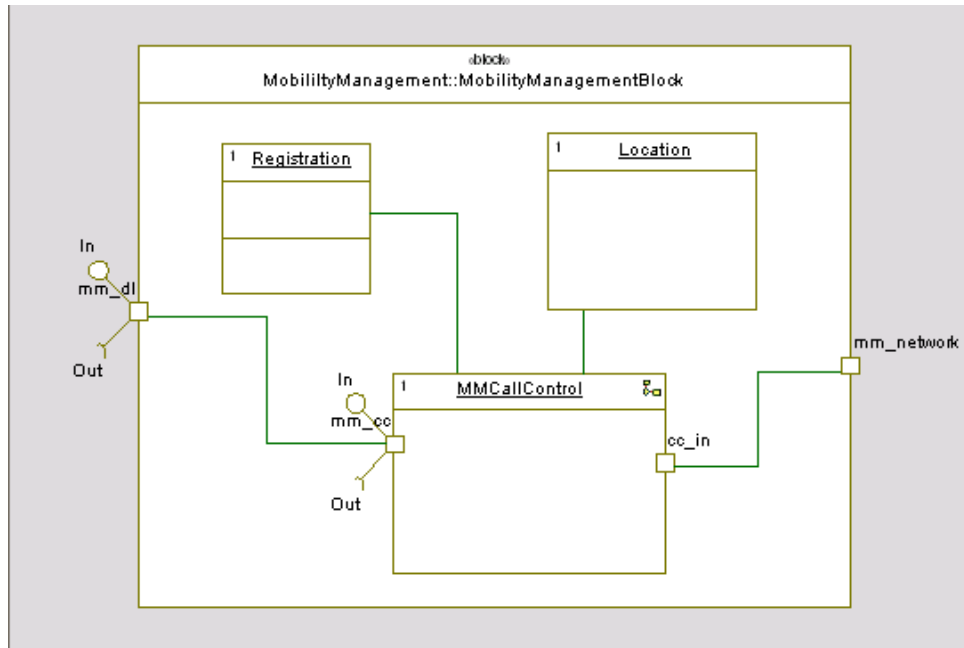 «block»
MobililtyManagement::MobilityManagementBlock
1 Registration
1 Location
In
mm_dl
Out
mm_network
In
1 MMCallControl
mm_cc
cc_in
Out